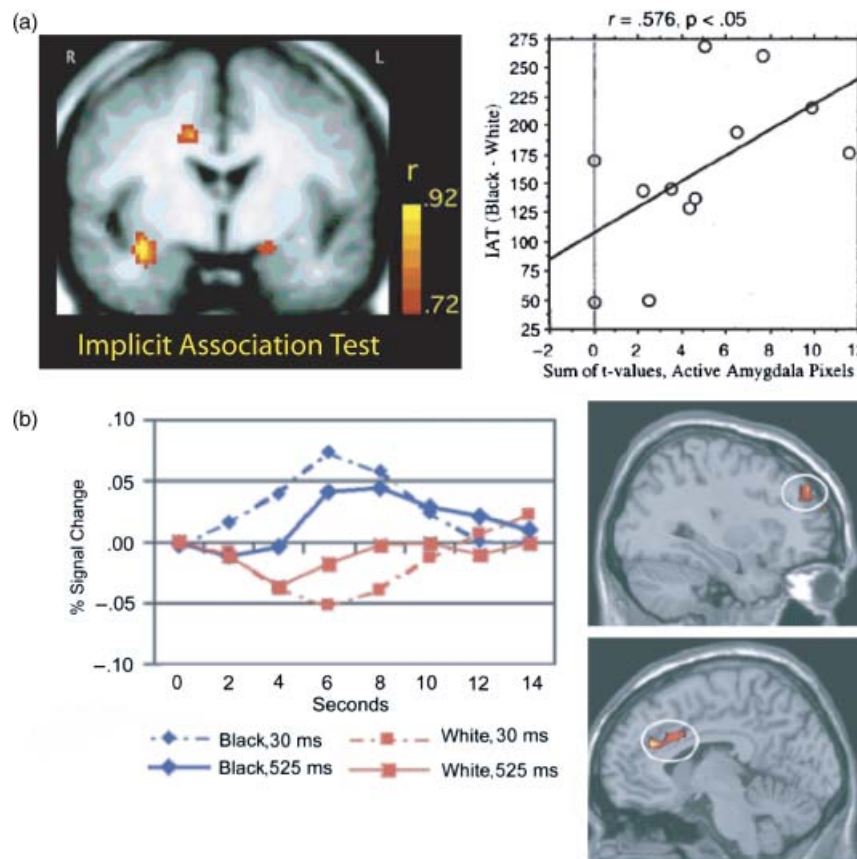 (a)
R
L
r
.92
.72
Implicit Association Test
r = .576, p < .05
275
250
225
200
175
150
125
100
75
50
25
IAT (Black - White)
-2 0 2 4 6 8 10 12
Sum of t-values, Active Amygdala Pixels
(b)
.10
.05
.00
-.05
-.10
% Signal Change
0 2 4 6 8 10 12 14
Seconds
Black, 30 ms
White, 30 ms
Black, 525 ms
White, 525 ms